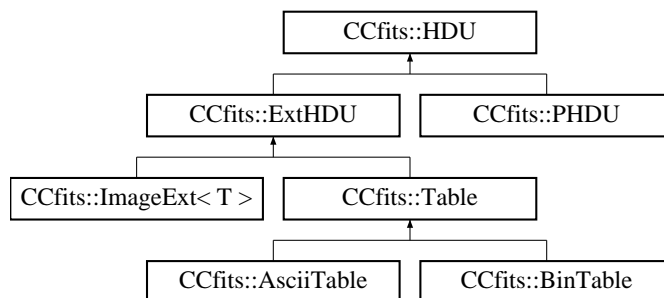 CCfits::HDU
CCfits::ExtHDU
CCfits::PHDU
CCfits::ImageExt< T >
CCfits::Table
CCfits::AsciiTable
CCfits::BinTable